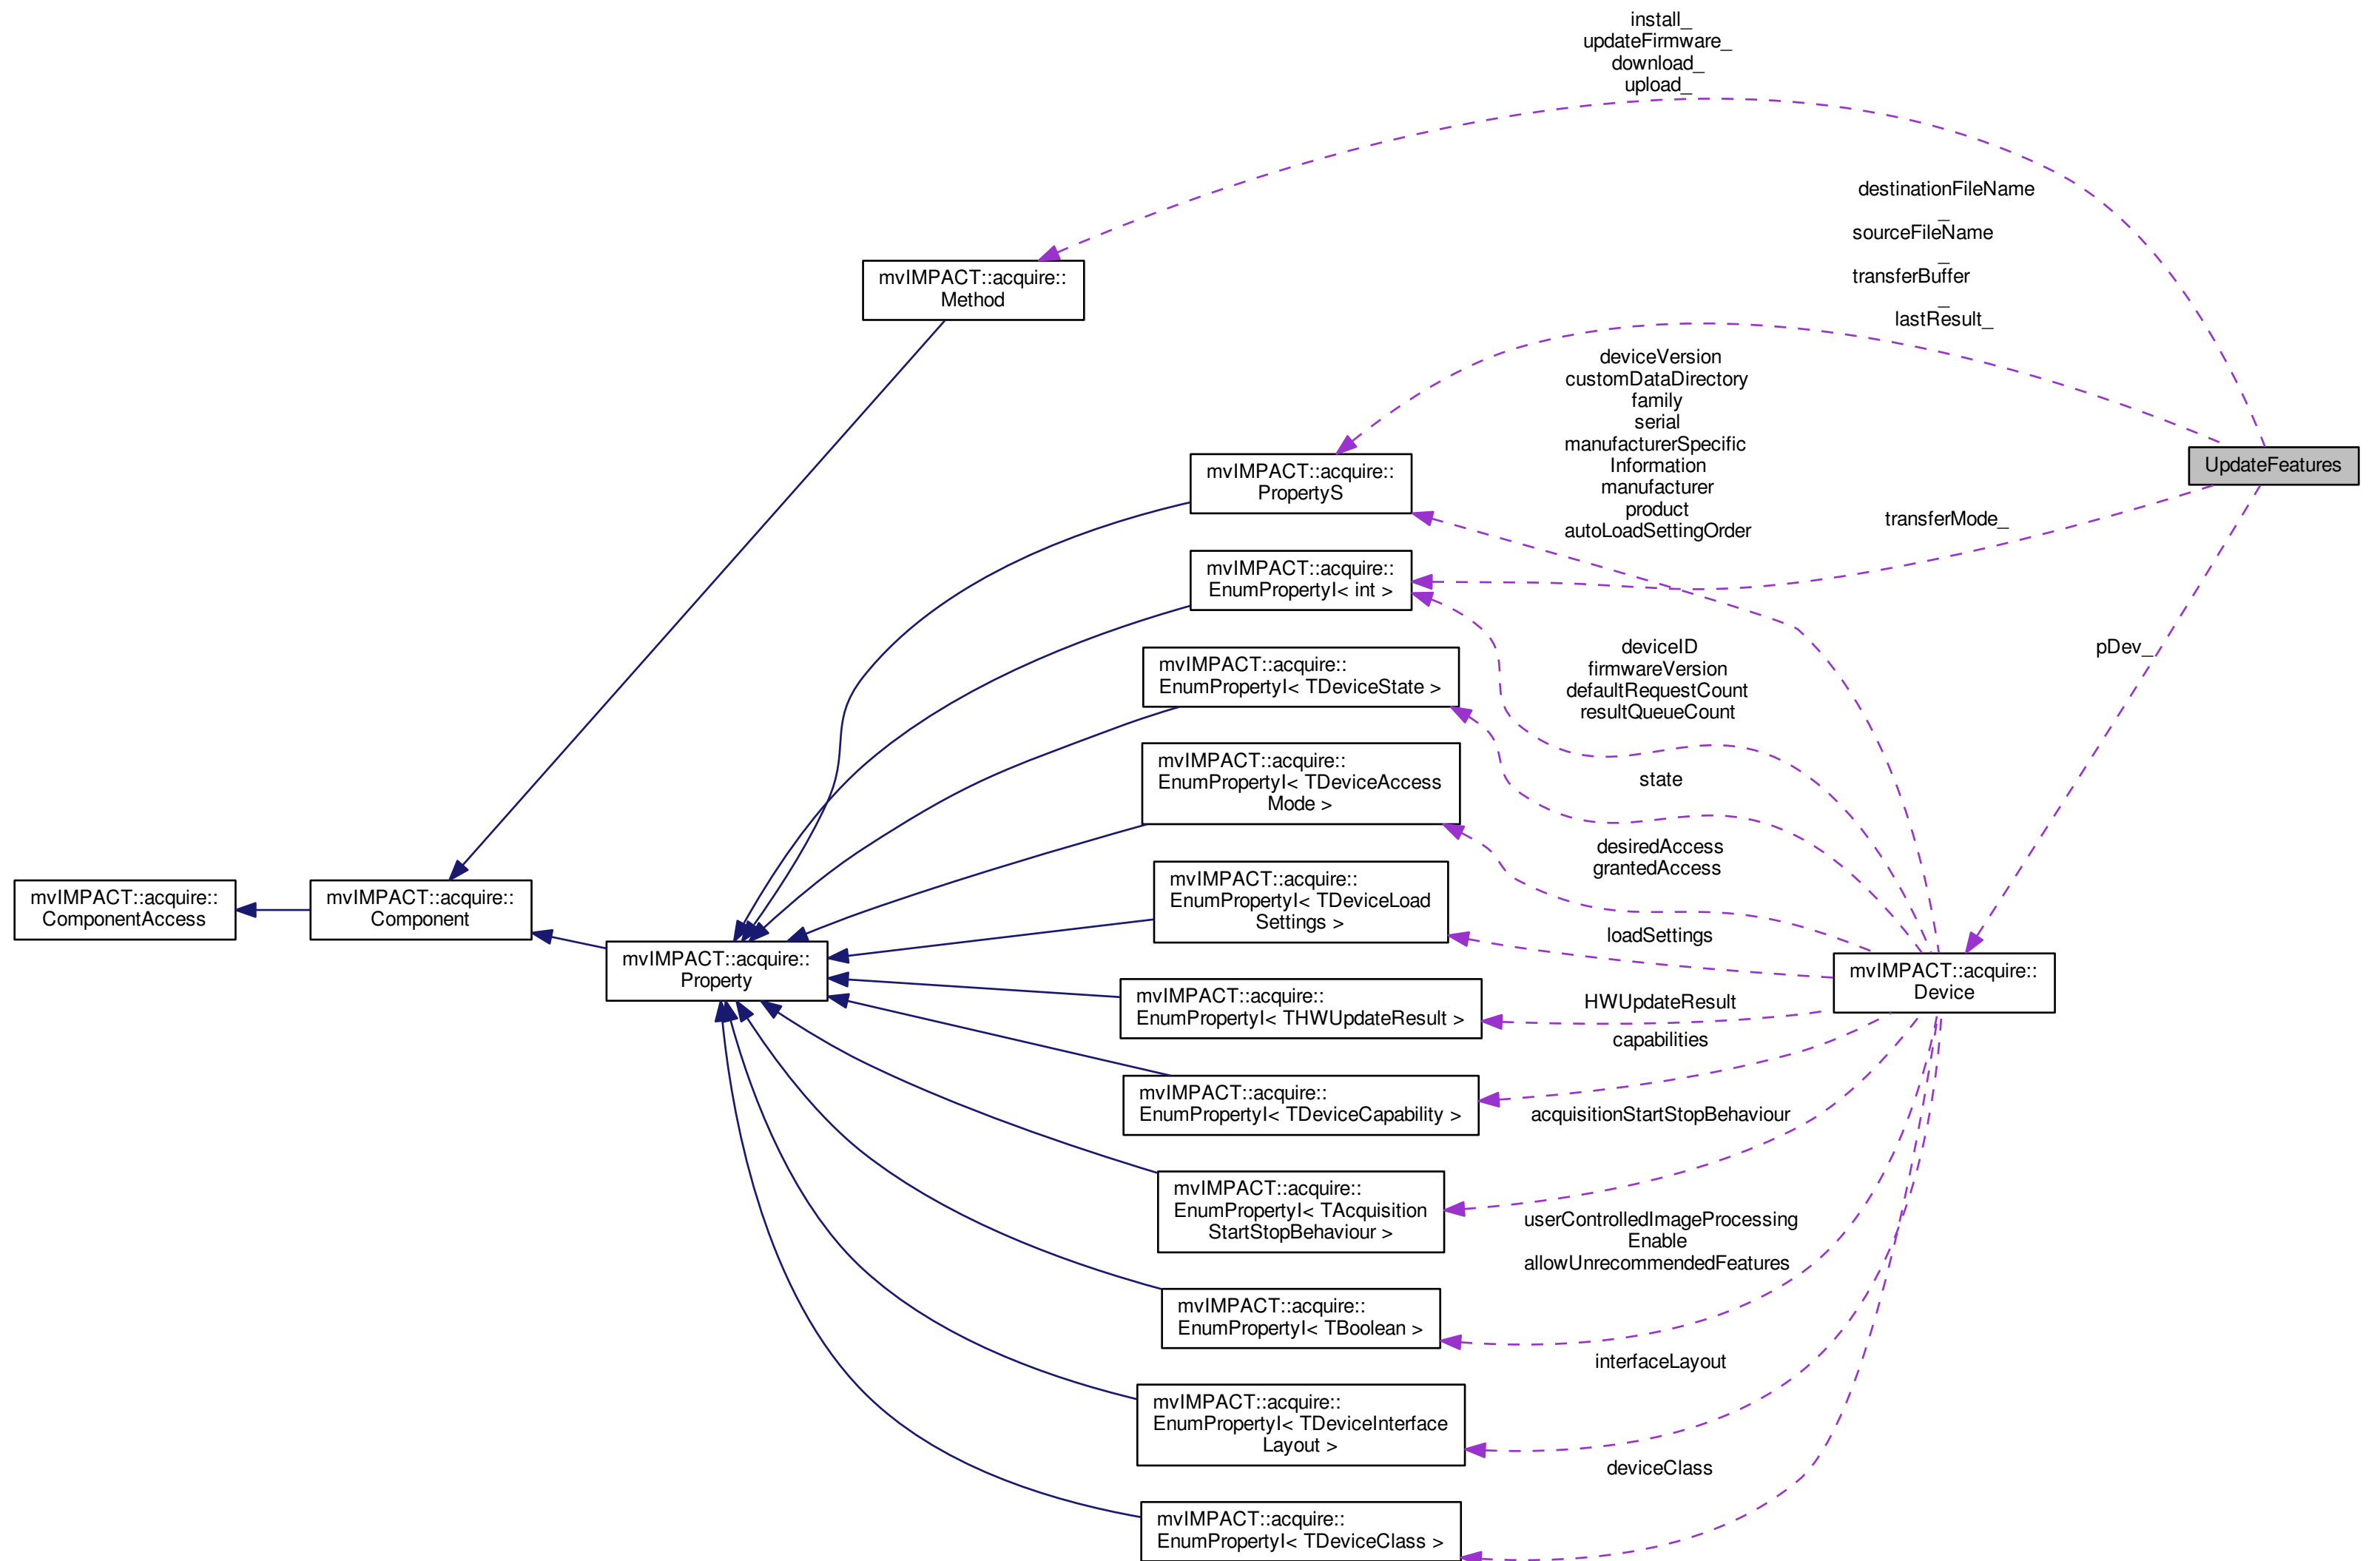 install_
updateFirmware_
download_
upload_
destinationFileName
_
sourceFileName
_
transferBuffer
_
lastResult_
mvIMPACT::acquire::
Method
deviceVersion
customDataDirectory
family
serial
manufacturerSpecific
Information
manufacturer
product
autoLoadSettingOrder
mvIMPACT::acquire::
PropertyS
UpdateFeatures
transferMode_
mvIMPACT::acquire::
EnumPropertyI< int >
deviceID
firmwareVersion
defaultRequestCount
resultQueueCount
pDev_
mvIMPACT::acquire::
EnumPropertyI< TDeviceState >
state
mvIMPACT::acquire::
EnumPropertyI< TDeviceAccess
Mode >
desiredAccess
grantedAccess
mvIMPACT::acquire::
ComponentAccess
mvIMPACT::acquire::
Component
mvIMPACT::acquire::
EnumPropertyI< TDeviceLoad
Settings >
loadSettings
mvIMPACT::acquire::
Property
mvIMPACT::acquire::
Device
mvIMPACT::acquire::
EnumPropertyI< THWUpdateResult >
HWUpdateResult
capabilities
mvIMPACT::acquire::
EnumPropertyI< TDeviceCapability >
acquisitionStartStopBehaviour
mvIMPACT::acquire::
EnumPropertyI< TAcquisition
StartStopBehaviour >
userControlledImageProcessing
Enable
allowUnrecommendedFeatures
mvIMPACT::acquire::
EnumPropertyI< TBoolean >
interfaceLayout
mvIMPACT::acquire::
EnumPropertyI< TDeviceInterface
Layout >
deviceClass
mvIMPACT::acquire::
EnumPropertyI< TDeviceClass >